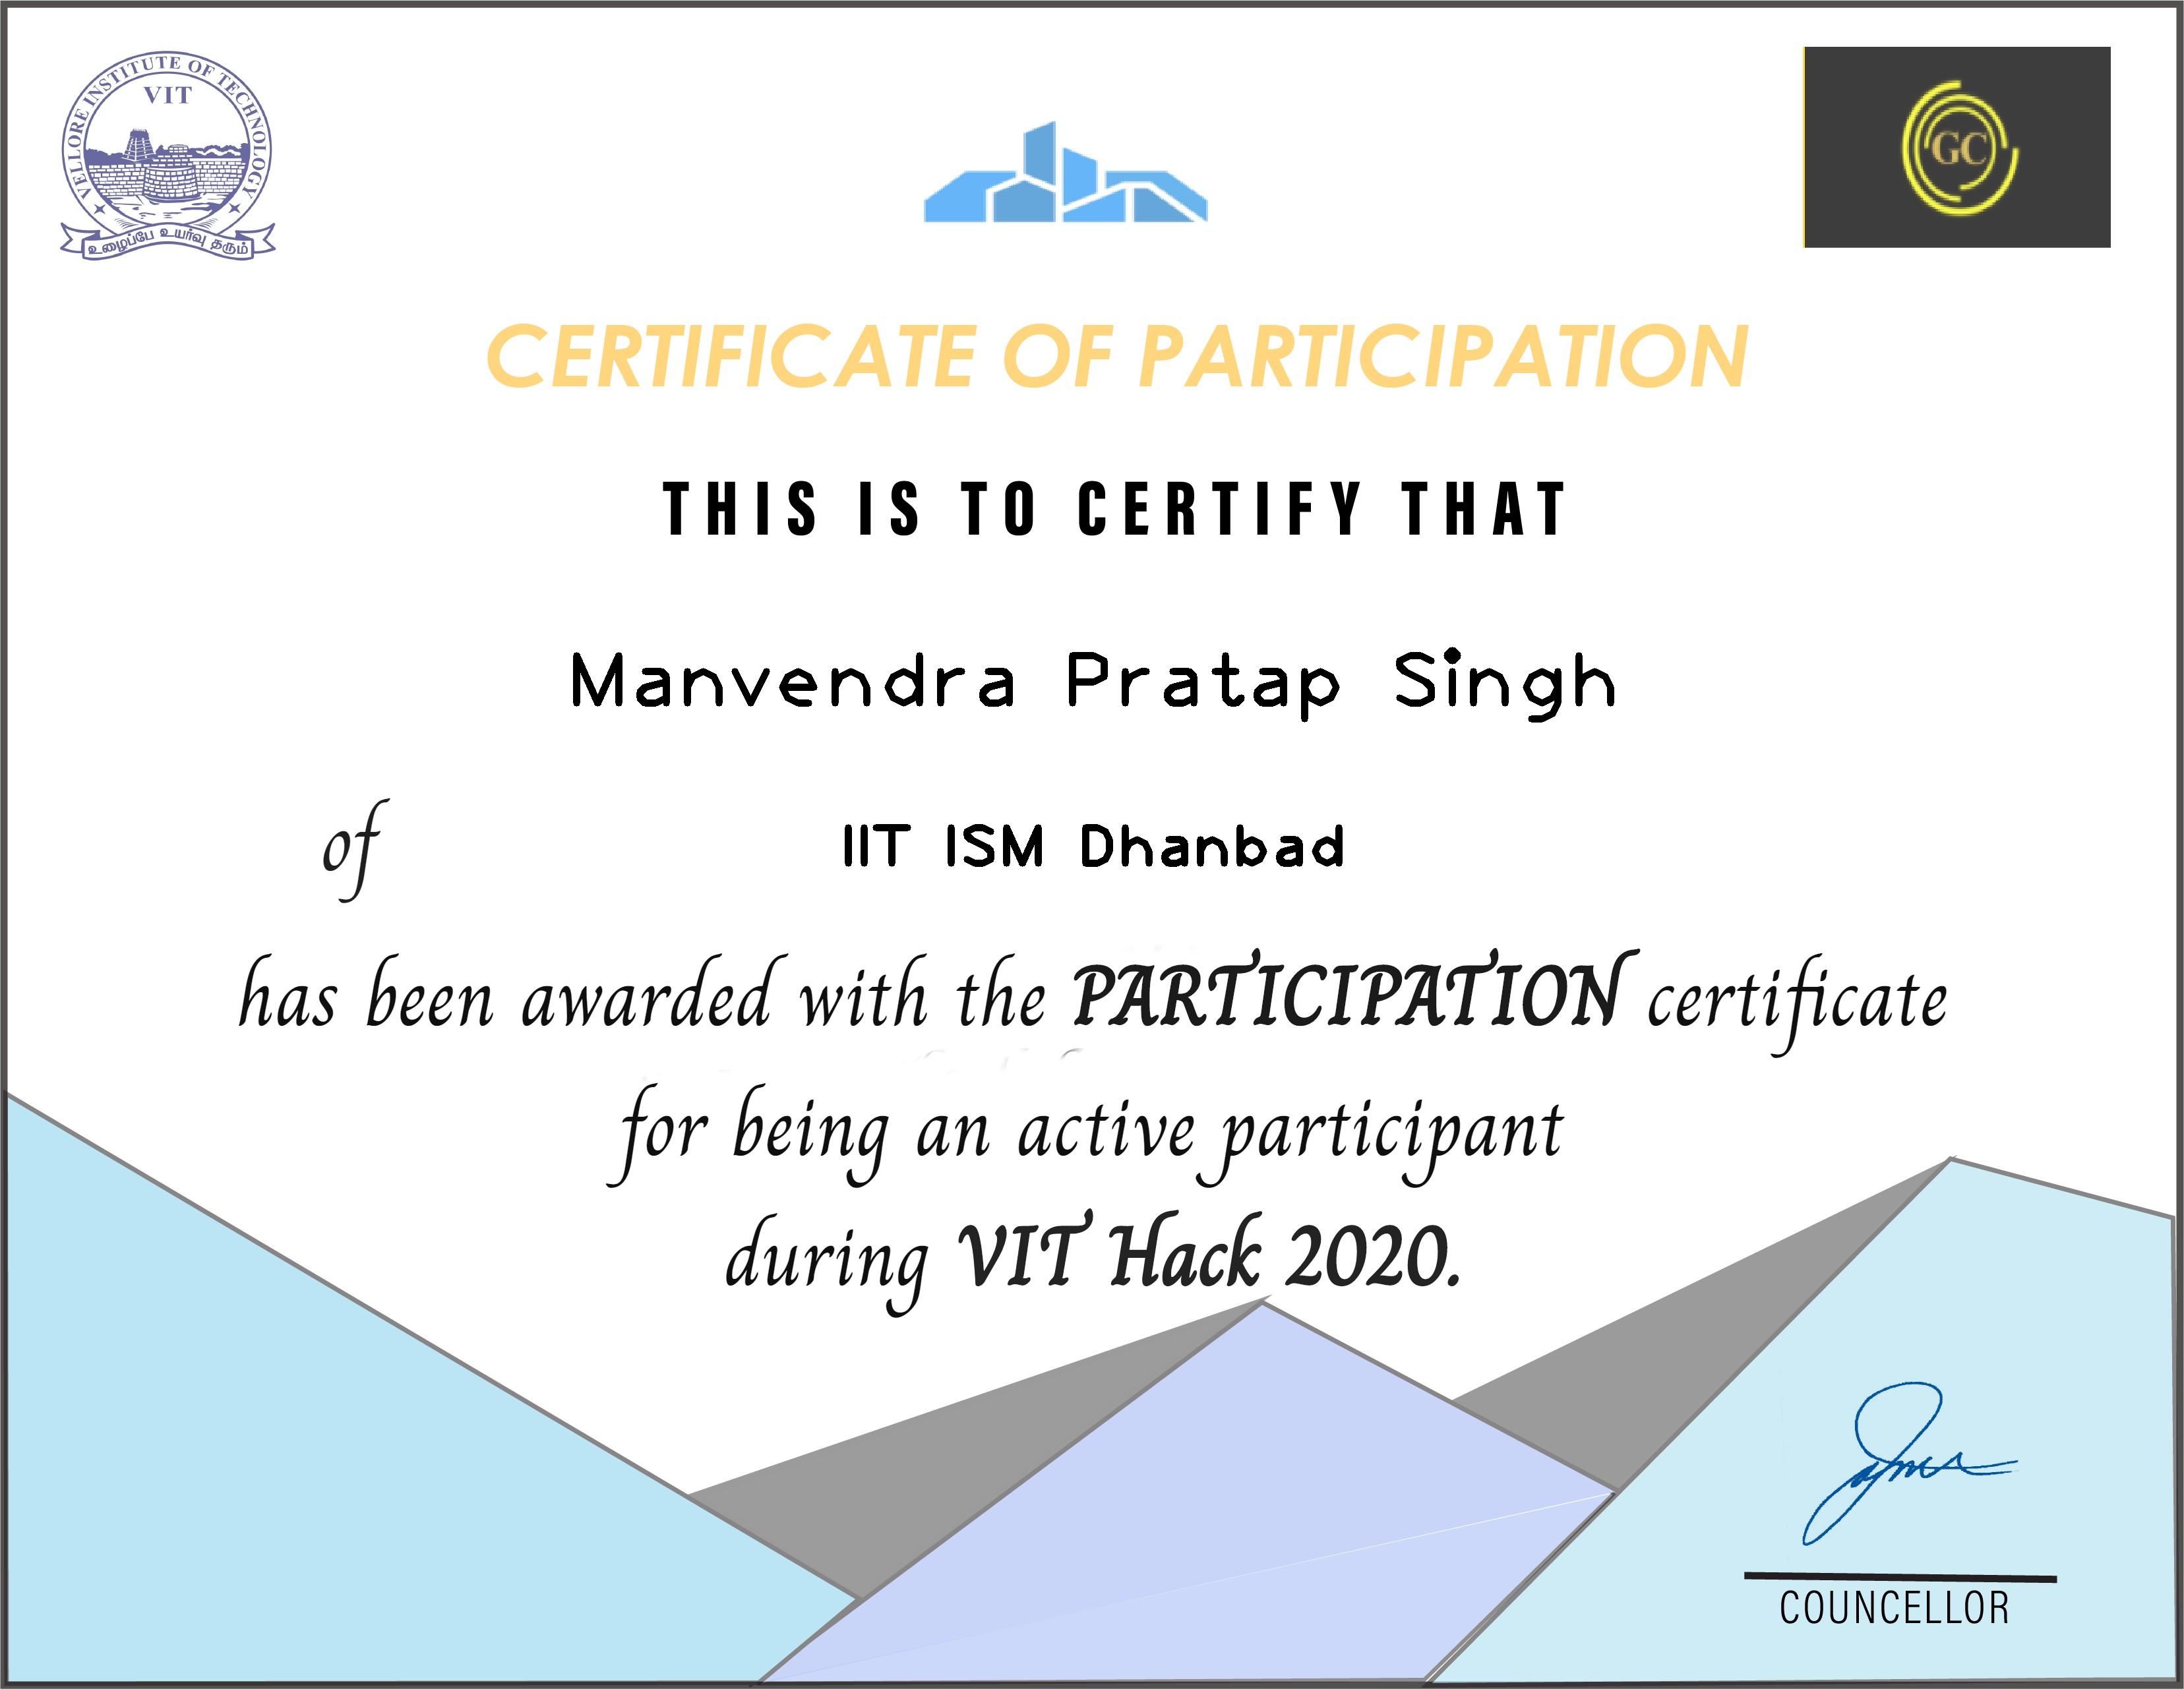 VELLORE INSTITUTE OF TECHNOLOGY
VIT
உழைப்பே உயர்வு தரும்
GC
CERTIFICATE OF PARTICIPATION
THIS IS TO CERTIFY THAT
Manvendra Pratap Singh
of IIT ISM Dhanbad
has been awarded with the PARTICIPATION certificate
for being an active participant
during VIT Hack 2020.
COUNCELLOR